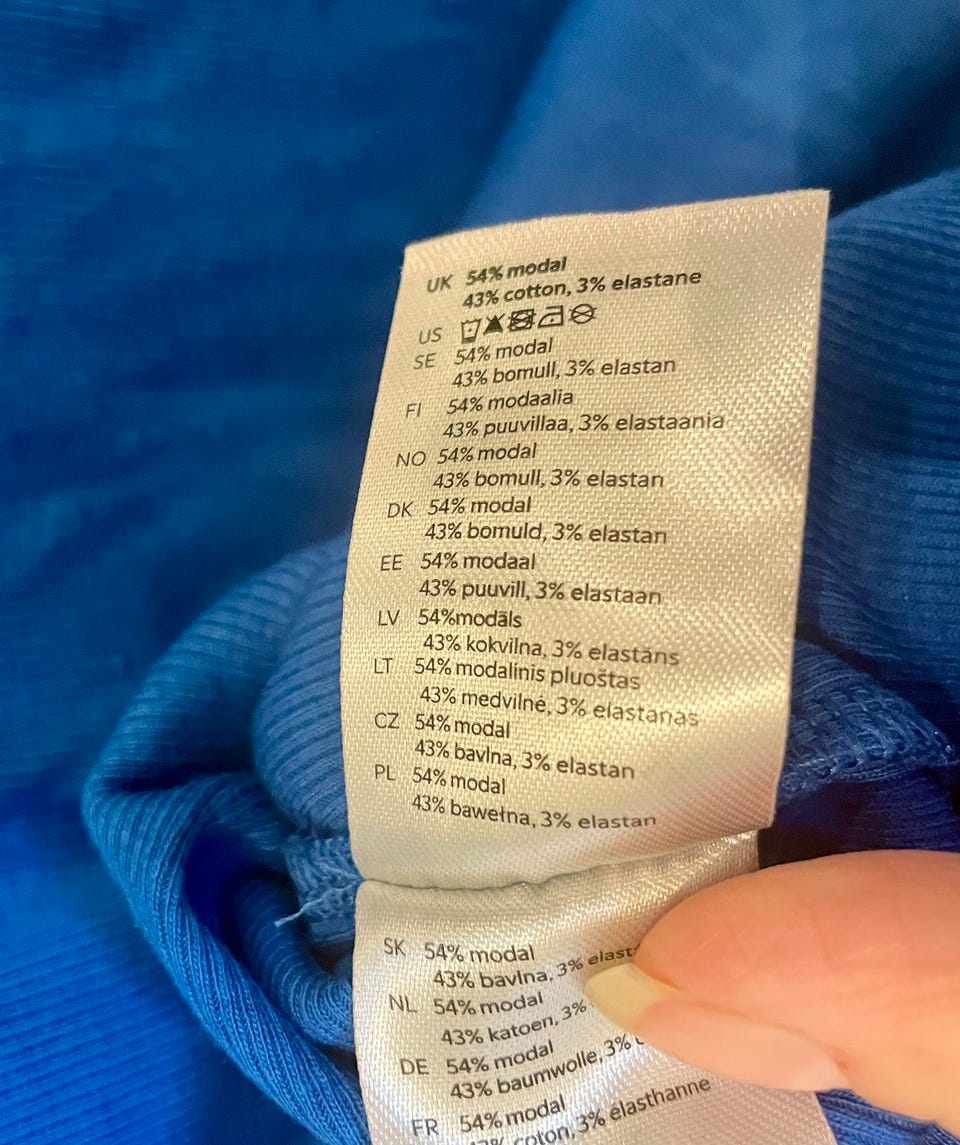 UK 54% modal
43% cotton, 3% elastane
US
SE 54% modal
43% bomull, 3% elastan
FI 54% modaalia
43% puuvillaa, 3% elastaania
NO 54% modal
43% bomull, 3% elastan
DK 54% modal
43% bomuld, 3% elastan
EE 54% modaal
43% puuvill, 3% elastaan
LV 54%modāls
43% kokvilna, 3% elastāns
LT 54% modalinis pluoštas
43% medvilnė, 3% elastanas
CZ 54% modal
43% bavlna, 3% elastan
PL 54% modal
43% bawełna, 3% elastan
SK 54% modal
43% bavlna, 3%
NL 54% modal
43% katoen, 3%
DE 54% modal
43% baumwolle, 3%
FR 54% modal
coton, 3% élasthanne